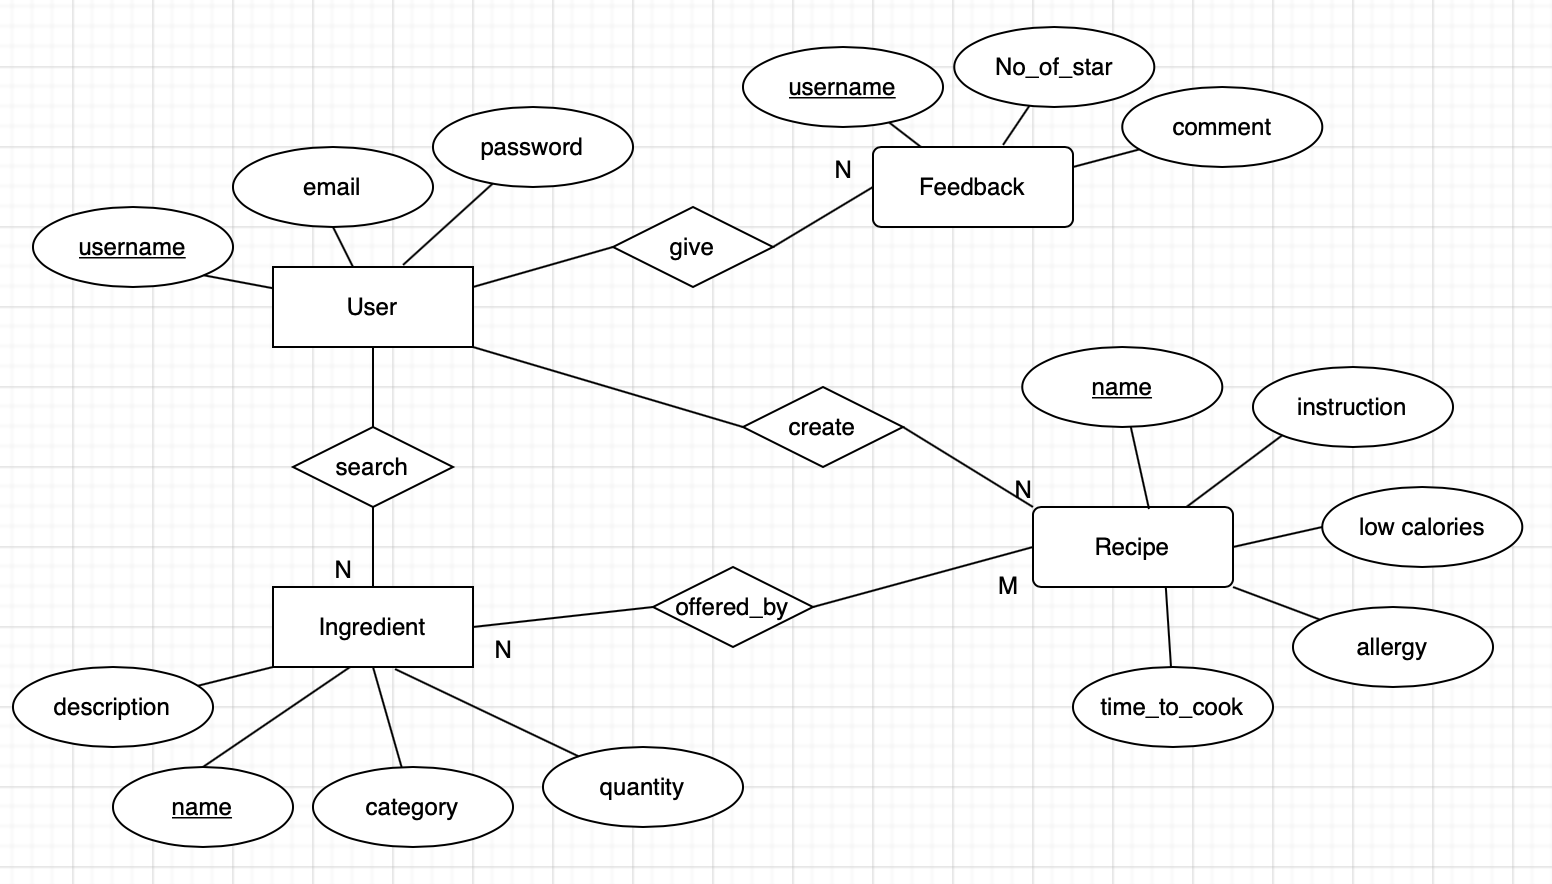 No_of_star
username
comment
password
email
N
Feedback
username
give
User
name
instruction
create
search
N
low calories
Recipe
N
M
offered_by
Ingredient
N
allergy
description
time_to_cook
quantity
name
category